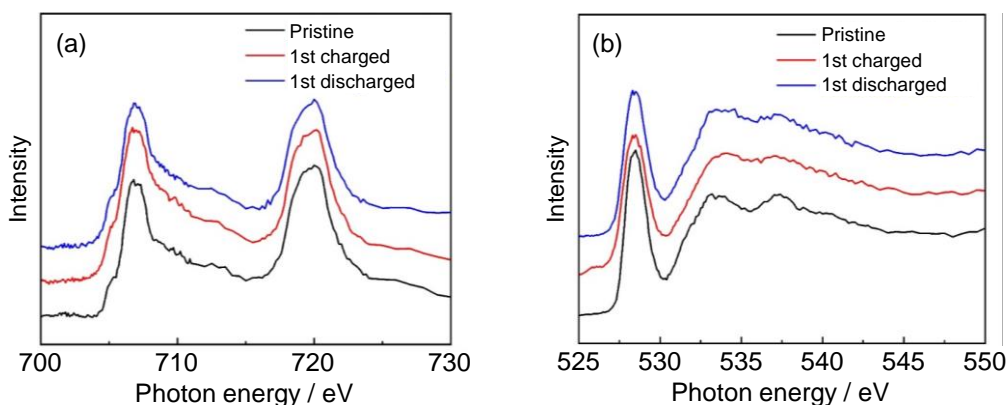 (a)
Pristine
1st charged
1st discharged
Intensity
700
710
720
730
Photon energy / eV
(b)
Pristine
1st charged
1st discharged
Intensity
525
530
535
540
545
550
Photon energy / eV